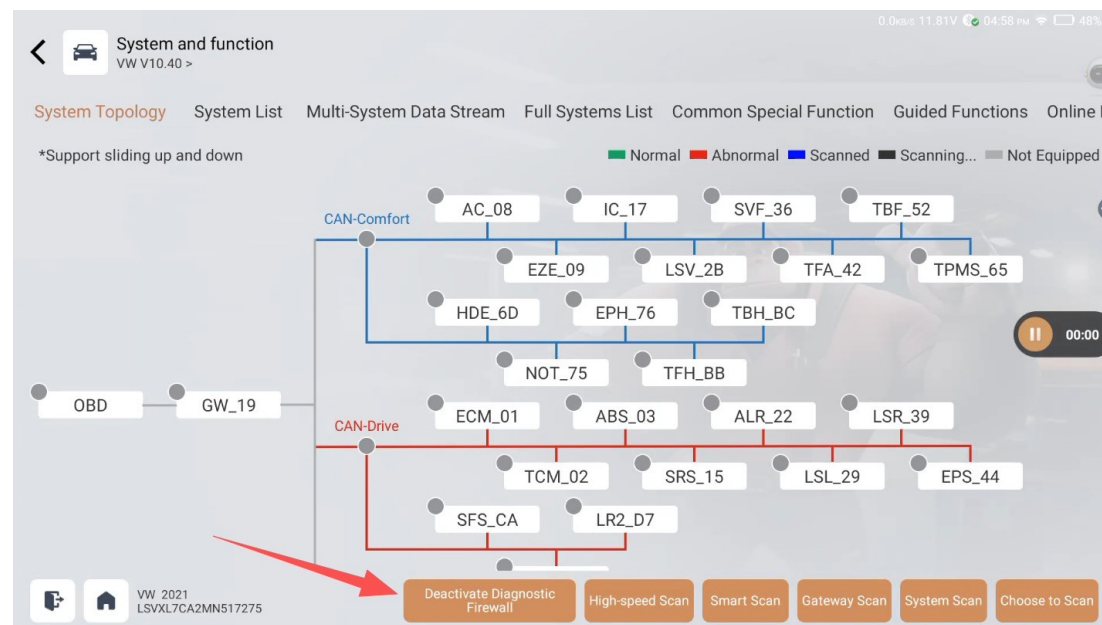 0.0KB/S 11.81V 04:58 PM 48%
System and function
VW V10.40 >
System Topology System List Multi-System Data Stream Full Systems List Common Special Function Guided Functions Online
*Support sliding up and down
Normal Abnormal Scanned Scanning... Not Equipped
CAN-Comfort
AC_08 IC_17 SVF_36 TBF_52
EZE_09 LSV_2B TFA_42 TPMS_65
HDE_6D EPH_76 TBH_BC
00:00
NOT_75 TFH_BB
OBD GW_19
CAN-Drive
ECM_01 ABS_03 ALR_22 LSR_39
TCM_02 SRS_15 LSL_29 EPS_44
SFS_CA LR2_D7
VW 2021
LSVXL7CA2MN517275
Deactivate Diagnostic
Firewall
High-speed Scan
Smart Scan
Gateway Scan
System Scan
Choose to Scan